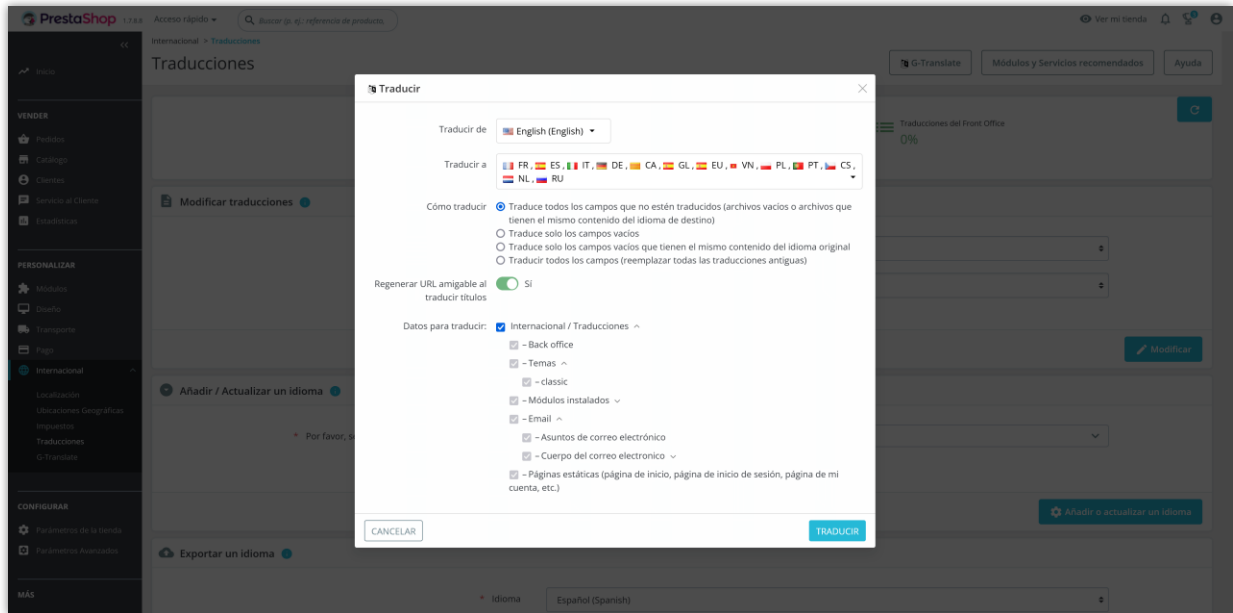 PrestaShop 1.7.8.8 Acceso rápido Buscar (p. ej.: referencia de producto, Ver mi tienda
Internacional > Traducciones
Traducciones
G-Translate Módulos y Servicios recomendados Ayuda
Inicio
VENDER
Pedidos
Catálogo
Clientes
Servicio al Cliente
Estadísticas
PERSONALIZAR
Módulos
Diseño
Transporte
Pago
Internacional
Localización
Ubicaciones Geográficas
Impuestos
Traducciones
G-Translate
CONFIGURAR
Parámetros de la tienda
Parámetros Avanzados
MÁS
Traducciones del Front Office
0%
Modificar traducciones
Modificar
Añadir / Actualizar un idioma
* Por favor, se
Añadir o actualizar un idioma
Exportar un idioma
* Idioma Español (Spanish)
Traducir
Traducir de English (English)
Traducir a FR, ES, IT, DE, CA, GL, EU, VN, PL, PT, CS,
NL, RU
Cómo traducir Traduce todos los campos que no estén traducidos (archivos vacíos o archivos que
tienen el mismo contenido del idioma de destino)
Traduce solo los campos vacíos
Traduce solo los campos vacíos que tienen el mismo contenido del idioma original
Traducir todos los campos (reemplazar todas las traducciones antiguas)
Regenerar URL amigable al
traducir títulos
Sí
Datos para traducir: Internacional / Traducciones
– Back office
– Temas
– classic
– Módulos instalados
– Email
– Asuntos de correo electrónico
– Cuerpo del correo electronico
– Páginas estáticas (página de inicio, página de inicio de sesión, página de mi
cuenta, etc.)
CANCELAR TRADUCIR